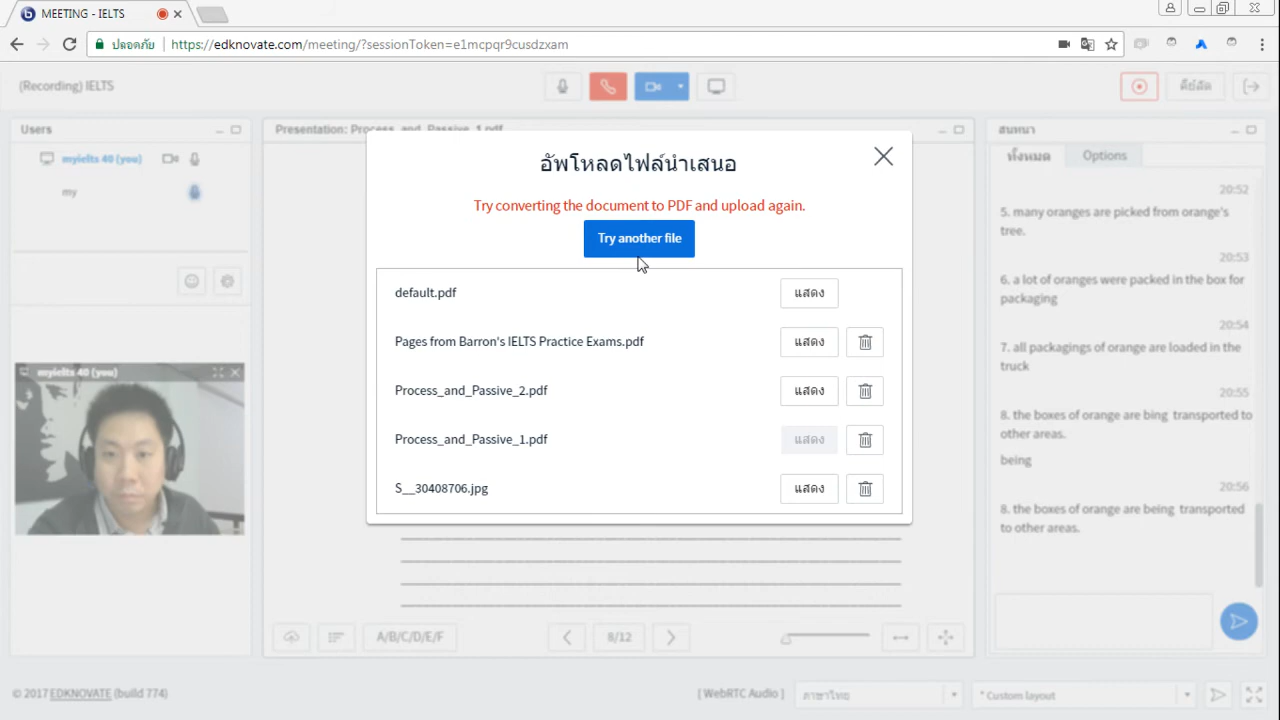 MEETING - IELTS
ปลอดภัย
https://edknovate.com/meeting/?sessionToken=e1mcpqr9cusdzxam
(Recording) IELTS
คีย์ลัด
Users
myielts 40 (you)
my
myielts 40 (you)
Presentation: Process_and_Passive_1.pdf
อัพโหลดไฟล์นำเสนอ
Try converting the document to PDF and upload again.
Try another file
default.pdf
แสดง
Pages from Barron's IELTS Practice Exams.pdf
แสดง
Process_and_Passive_2.pdf
แสดง
Process_and_Passive_1.pdf
แสดง
S__30408706.jpg
แสดง
A/B/C/D/E/F
8/12
สนทนา
ทั้งหมด
Options
20:52
5. many oranges are picked from orange's
tree.
20:53
6. a lot of oranges were packed in the box for
packaging
20:54
7. all packagings of orange are loaded in the
truck
20:55
8. the boxes of orange are bing transported to
other areas.
being
20:56
8. the boxes of orange are being transported
to other areas.
© 2017 EDKNOVATE (build 774)
[ WebRTC Audio ]
ภาษาไทย
* Custom layout